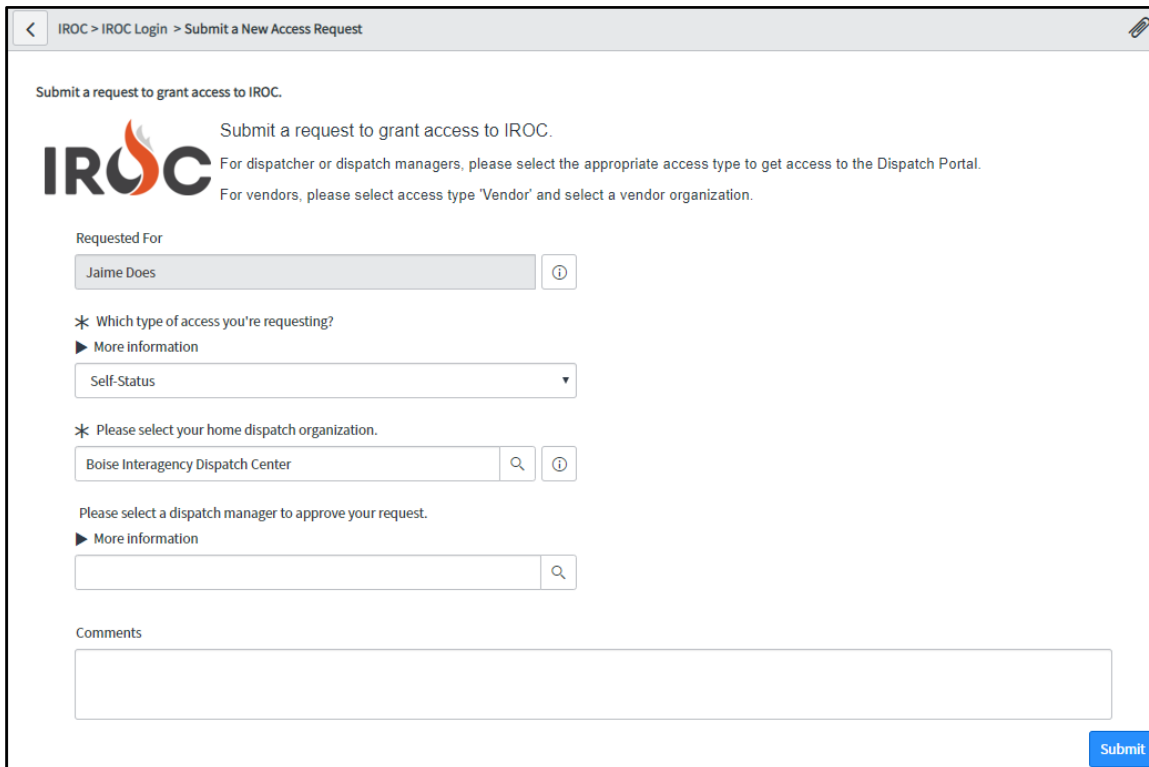 IROC > IROC Login > Submit a New Access Request
Submit a request to grant access to IROC.
IROC
Submit a request to grant access to IROC.
For dispatcher or dispatch managers, please select the appropriate access type to get access to the Dispatch Portal.
For vendors, please select access type 'Vendor' and select a vendor organization.
Requested For
Jaime Does
Which type of access you're requesting?
More information
Self-Status
Please select your home dispatch organization.
Boise Interagency Dispatch Center
Please select a dispatch manager to approve your request.
More information
Comments
Submit